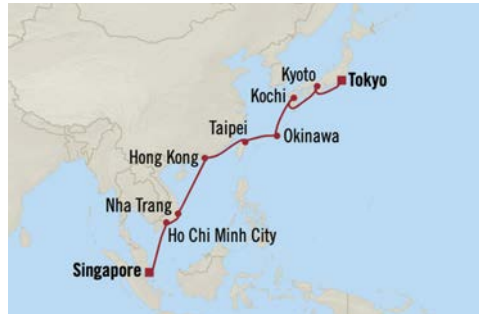 Kyoto
Tokyo
Kochi
Taipei
Okinawa
Hong Kong
Nha Trang
Ho Chi Minh City
Singapore